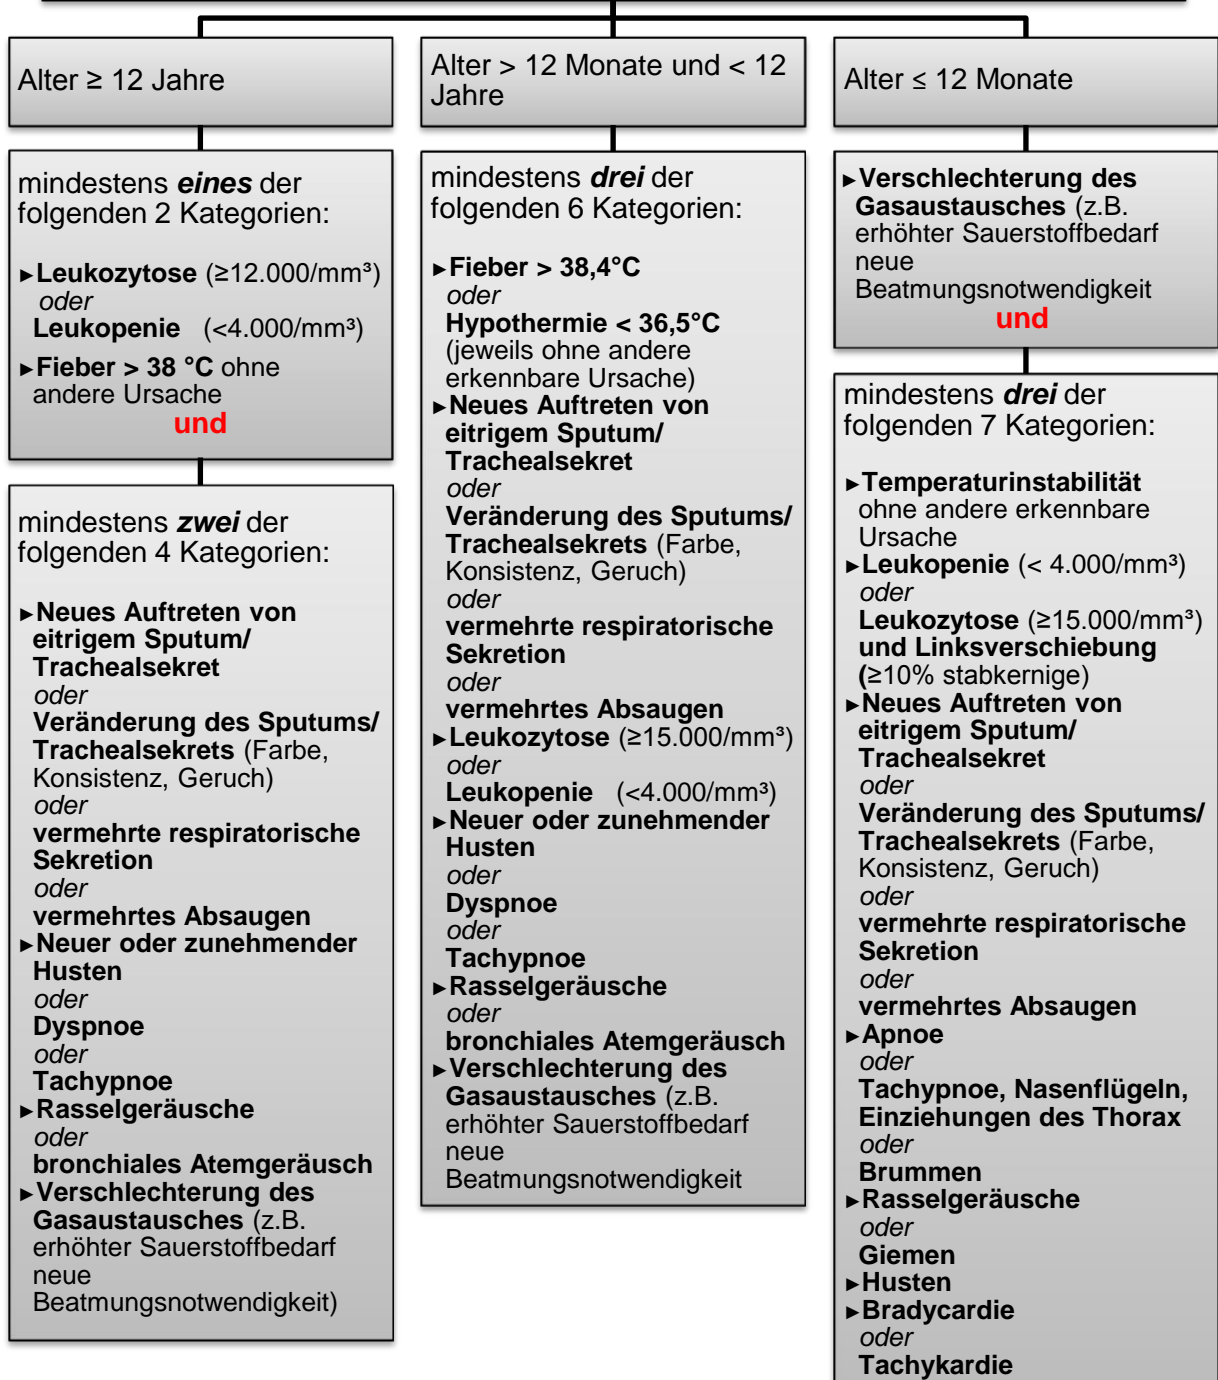 Alter ≥ 12 Jahre
mindestens eines der
folgenden 2 Kategorien:
►Leukozytose (≥12.000/mm³)
oder
Leukopenie (<4.000/mm³)
►Fieber > 38 °C ohne
andere Ursache
und
mindestens zwei der
folgenden 4 Kategorien:
►Neues Auftreten von
eitrigem Sputum/
Trachealsekret
oder
Veränderung des Sputums/
Trachealsekrets (Farbe,
Konsistenz, Geruch)
oder
vermehrte respiratorische
Sekretion
oder
vermehrtes Absaugen
►Neuer oder zunehmender
Husten
oder
Dyspnoe
oder
Tachypnoe
►Rasselgeräusche
oder
bronchiales Atemgeräusch
►Verschlechterung des
Gasaustausches (z.B.
erhöhter Sauerstoffbedarf
neue
Beatmungsnotwendigkeit)
Alter > 12 Monate und < 12
Jahre
mindestens drei der
folgenden 6 Kategorien:
►Fieber > 38,4°C
oder
Hypothermie < 36,5°C
(jeweils ohne andere
erkennbare Ursache)
►Neues Auftreten von
eitrigem Sputum/
Trachealsekret
oder
Veränderung des Sputums/
Trachealsekrets (Farbe,
Konsistenz, Geruch)
oder
vermehrte respiratorische
Sekretion
oder
vermehrtes Absaugen
►Leukozytose (≥15.000/mm³)
oder
Leukopenie (<4.000/mm³)
►Neuer oder zunehmender
Husten
oder
Dyspnoe
oder
Tachypnoe
►Rasselgeräusche
oder
bronchiales Atemgeräusch
►Verschlechterung des
Gasaustausches (z.B.
erhöhter Sauerstoffbedarf
neue
Beatmungsnotwendigkeit
Alter ≤ 12 Monate
►Verschlechterung des
Gasaustausches (z.B.
erhöhter Sauerstoffbedarf
neue
Beatmungsnotwendigkeit
und
mindestens drei der
folgenden 7 Kategorien:
►Temperaturinstabilität
ohne andere erkennbare
Ursache
►Leukopenie (< 4.000/mm³)
oder
Leukozytose (≥15.000/mm³)
und Linksverschiebung
(≥10% stabkernige)
►Neues Auftreten von
eitrigem Sputum/
Trachealsekret
oder
Veränderung des Sputums/
Trachealsekrets (Farbe,
Konsistenz, Geruch)
oder
vermehrte respiratorische
Sekretion
oder
vermehrtes Absaugen
►Apnoe
oder
Tachypnoe, Nasenflügeln,
Einziehungen des Thorax
oder
Brummen
►Rasselgeräusche
oder
Giemen
►Husten
►Bradycardie
oder
Tachykardie